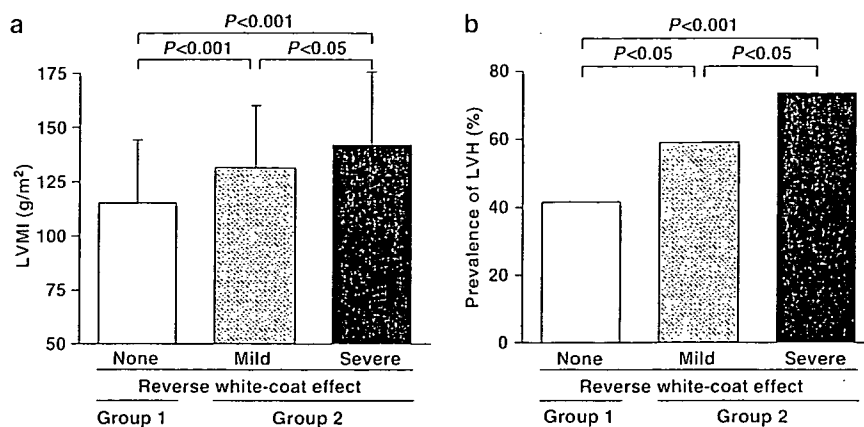 a
P<0.001
P<0.001
P<0.05
175
150
125
100
75
50
LVMI (g/m²)
None
Mild
Severe
Reverse white-coat effect
Group 1
Group 2
b
P<0.001
P<0.05
P<0.05
80
60
40
20
0
Prevalence of LVH (%)
None
Mild
Severe
Reverse white-coat effect
Group 1
Group 2